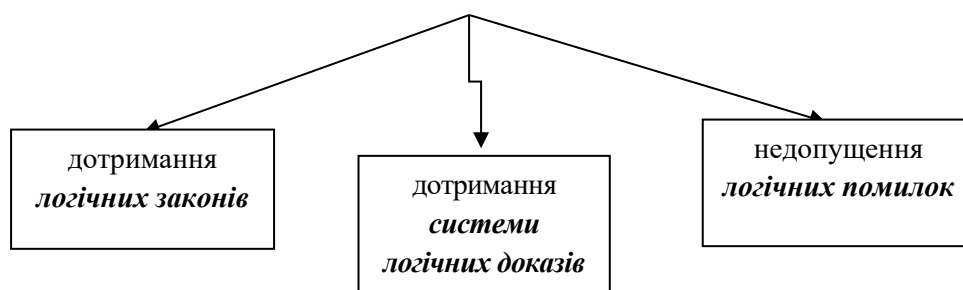 дотримання
логічних законів
дотримання
системи
логічних доказів
недопущення
логічних помилок